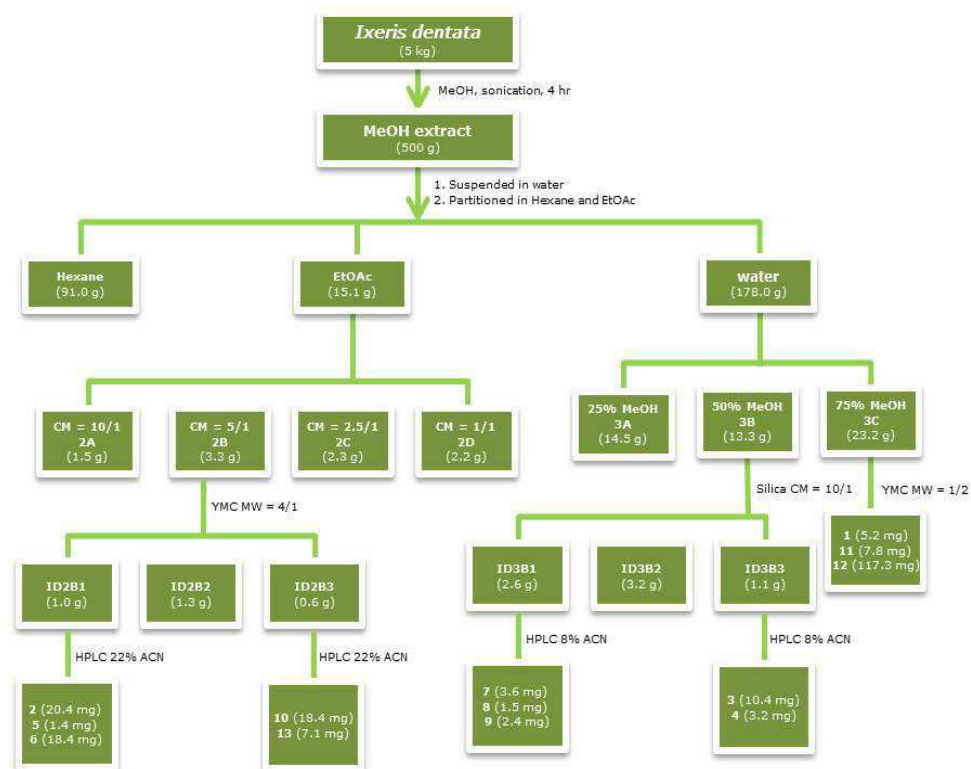 Ixeris dentata
(5 kg)
MeOH, sonication, 4 hr
MeOH extract
(500 g)
1. Suspended in water
2. Partitioned in Hexane and EtOAc
Hexane
(91.0 g)
EtOAc
(15.1 g)
water
(178.0 g)
CM = 10/1
2A
(1.5 g)
CM = 5/1
2B
(3.3 g)
CM = 2.5/1
2C
(2.3 g)
CM = 1/1
2D
(2.2 g)
25% MeOH
3A
(14.5 g)
50% MeOH
3B
(13.3 g)
75% MeOH
3C
(23.2 g)
YMC MW = 4/1
Silica CM = 10/1
YMC MW = 1/2
ID2B1
(1.0 g)
ID2B2
(1.3 g)
ID2B3
(0.6 g)
ID3B1
(2.6 g)
ID3B2
(3.2 g)
ID3B3
(1.1 g)
1 (5.2 mg)
11 (7.8 mg)
12 (117.3 mg)
HPLC 22% ACN
HPLC 22% ACN
HPLC 8% ACN
HPLC 8% ACN
2 (20.4 mg)
5 (1.4 mg)
6 (18.4 mg)
10 (18.4 mg)
13 (7.1 mg)
7 (3.6 mg)
8 (1.5 mg)
9 (2.4 mg)
3 (10.4 mg)
4 (3.2 mg)